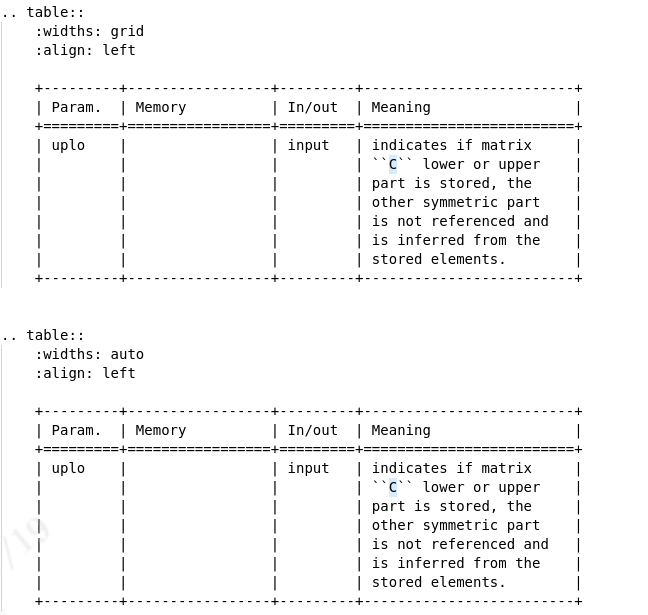 .. table::
    :widths: grid
    :align: left

    +---------+-----------------+---------+-------------------------+
    | Param.  | Memory          | In/out  | Meaning                 |
    +=========+=================+=========+=========================+
    | uplo    |                 | input   | indicates if matrix     |
    |         |                 |         | ``C`` lower or upper    |
    |         |                 |         | part is stored, the     |
    |         |                 |         | other symmetric part    |
    |         |                 |         | is not referenced and   |
    |         |                 |         | is inferred from the    |
    |         |                 |         | stored elements.        |
    +---------+-----------------+---------+-------------------------+

.. table::
    :widths: auto
    :align: left

    +---------+-----------------+---------+-------------------------+
    | Param.  | Memory          | In/out  | Meaning                 |
    +=========+=================+=========+=========================+
    | uplo    |                 | input   | indicates if matrix     |
    |         |                 |         | ``C`` lower or upper    |
    |         |                 |         | part is stored, the     |
    |         |                 |         | other symmetric part    |
    |         |                 |         | is not referenced and   |
    |         |                 |         | is inferred from the    |
    |         |                 |         | stored elements.        |
    +---------+-----------------+---------+-------------------------+
/19